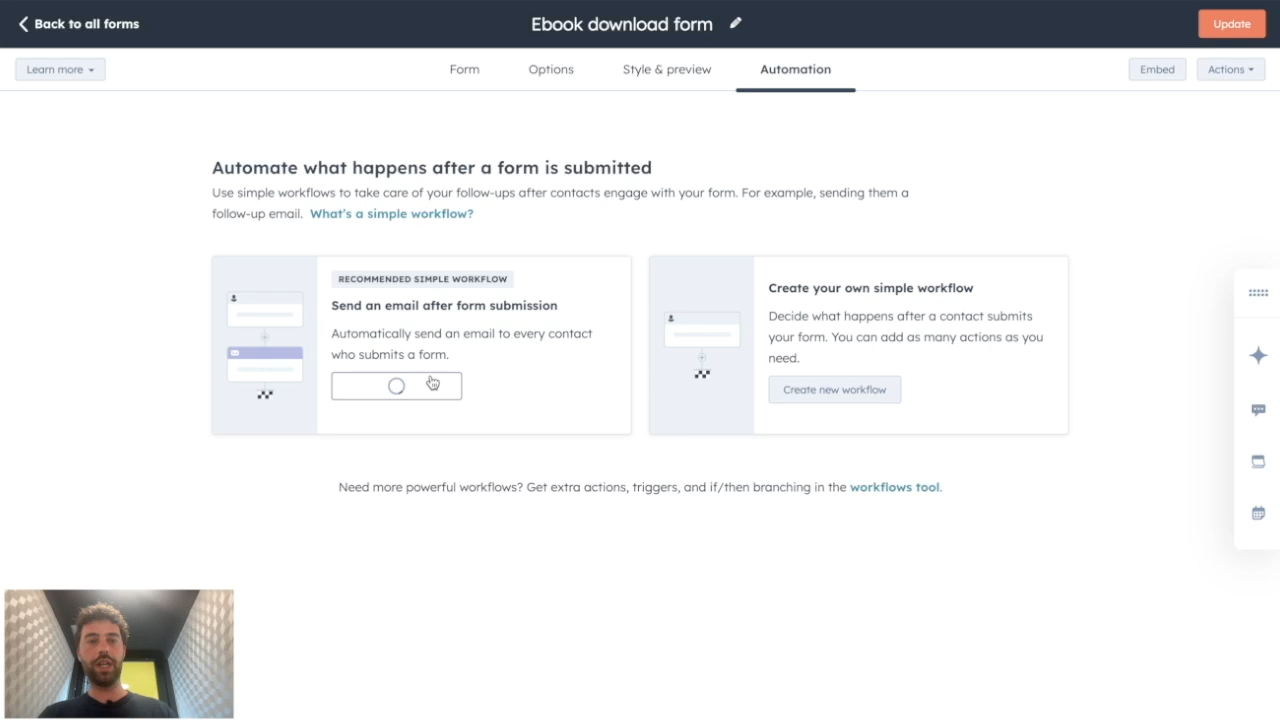 Back to all forms
Ebook download form
Update
Learn more
Form
Options
Style & preview
Automation
Embed
Actions
Automate what happens after a form is submitted
Use simple workflows to take care of your follow-ups after contacts engage with your form. For example, sending them a
follow-up email. What's a simple workflow?
RECOMMENDED SIMPLE WORKFLOW
Send an email after form submission
Automatically send an email to every contact
who submits a form.
Create your own simple workflow
Decide what happens after a contact submits
your form. You can add as many actions as you
need.
Create new workflow
Need more powerful workflows? Get extra actions, triggers, and if/then branching in the workflows tool.